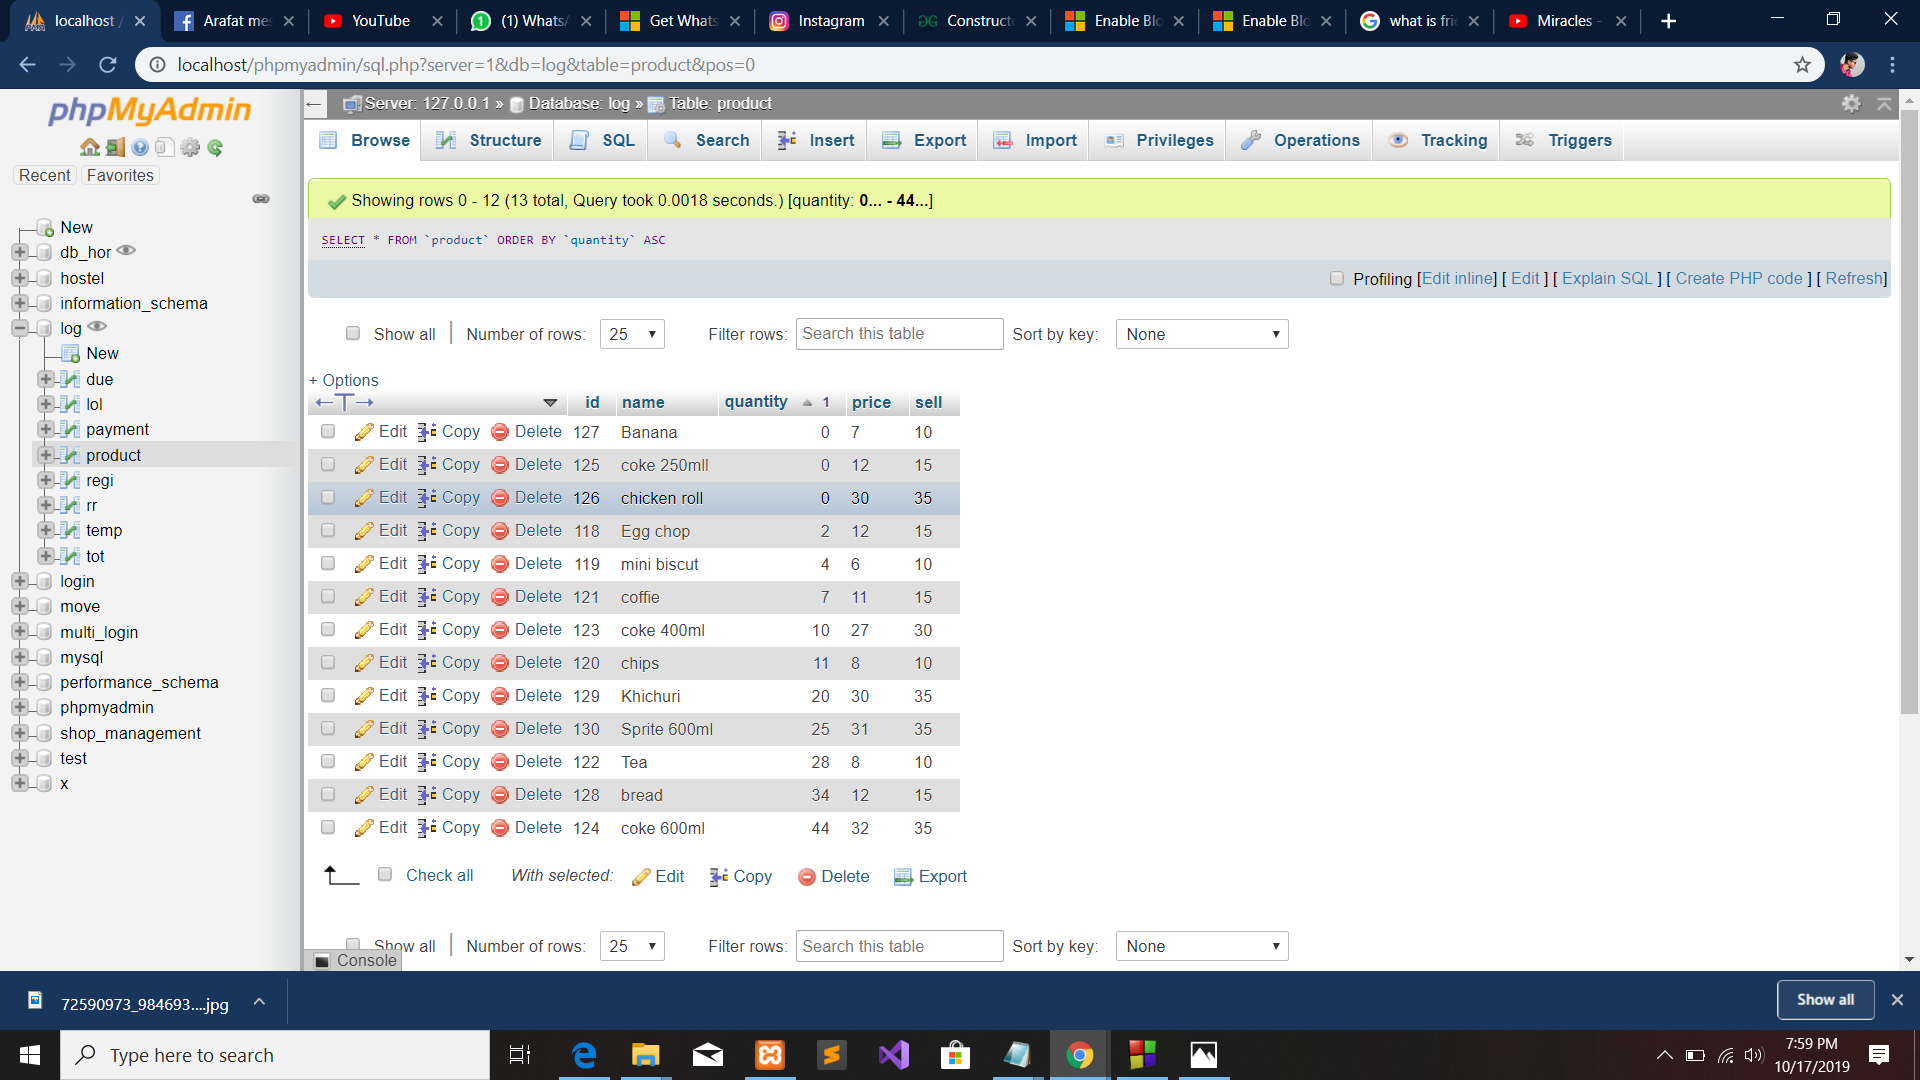 localhost /
Arafat mes
YouTube
(1) WhatsA
Get Whats
Instagram
Constructo
Enable Blo
Enable Blo
what is frie
Miracles -
localhost/phpmyadmin/sql.php?server=1&db=log&table=product&pos=0
phpMyAdmin
Recent Favorites
New
db_hor
hostel
information_schema
log
New
due
lol
payment
product
regi
rr
temp
tot
login
move
multi_login
mysql
performance_schema
phpmyadmin
shop_management
test
x
Server: 127.0.0.1 » Database: log » Table: product
Browse Structure SQL Search Insert Export Import Privileges Operations Tracking Triggers
Showing rows 0 - 12 (13 total, Query took 0.0018 seconds.) [quantity: 0... - 44...]
SELECT * FROM `product` ORDER BY `quantity` ASC
Profiling [Edit inline] [ Edit ] [ Explain SQL ] [ Create PHP code ] [ Refresh]
Show all Number of rows: 25 Filter rows: Search this table Sort by key: None
+ Options
id name quantity 1 price sell
Edit Copy Delete 127 Banana 0 7 10
Edit Copy Delete 125 coke 250mll 0 12 15
Edit Copy Delete 126 chicken roll 0 30 35
Edit Copy Delete 118 Egg chop 2 12 15
Edit Copy Delete 119 mini biscut 4 6 10
Edit Copy Delete 121 coffie 7 11 15
Edit Copy Delete 123 coke 400ml 10 27 30
Edit Copy Delete 120 chips 11 8 10
Edit Copy Delete 129 Khichuri 20 30 35
Edit Copy Delete 130 Sprite 600ml 25 31 35
Edit Copy Delete 122 Tea 28 8 10
Edit Copy Delete 128 bread 34 12 15
Edit Copy Delete 124 coke 600ml 44 32 35
Check all With selected: Edit Copy Delete Export
Show all Number of rows: 25 Filter rows: Search this table Sort by key: None
Console
72590973_984693....jpg
Show all
Type here to search
7:59 PM
10/17/2019